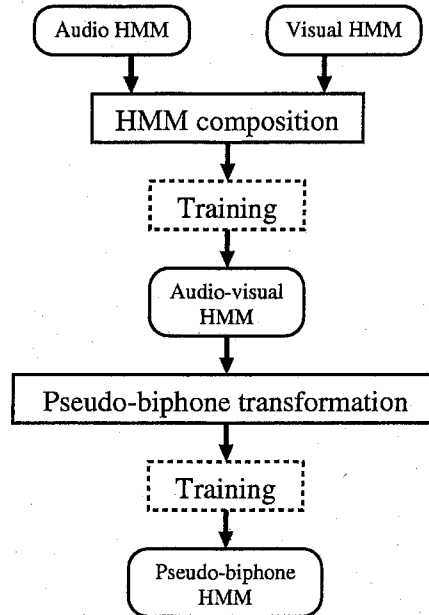 Audio HMM
Visual HMM
HMM composition
Training
Audio-visual
HMM
Pseudo-biphone transformation
Training
Pseudo-biphone
HMM